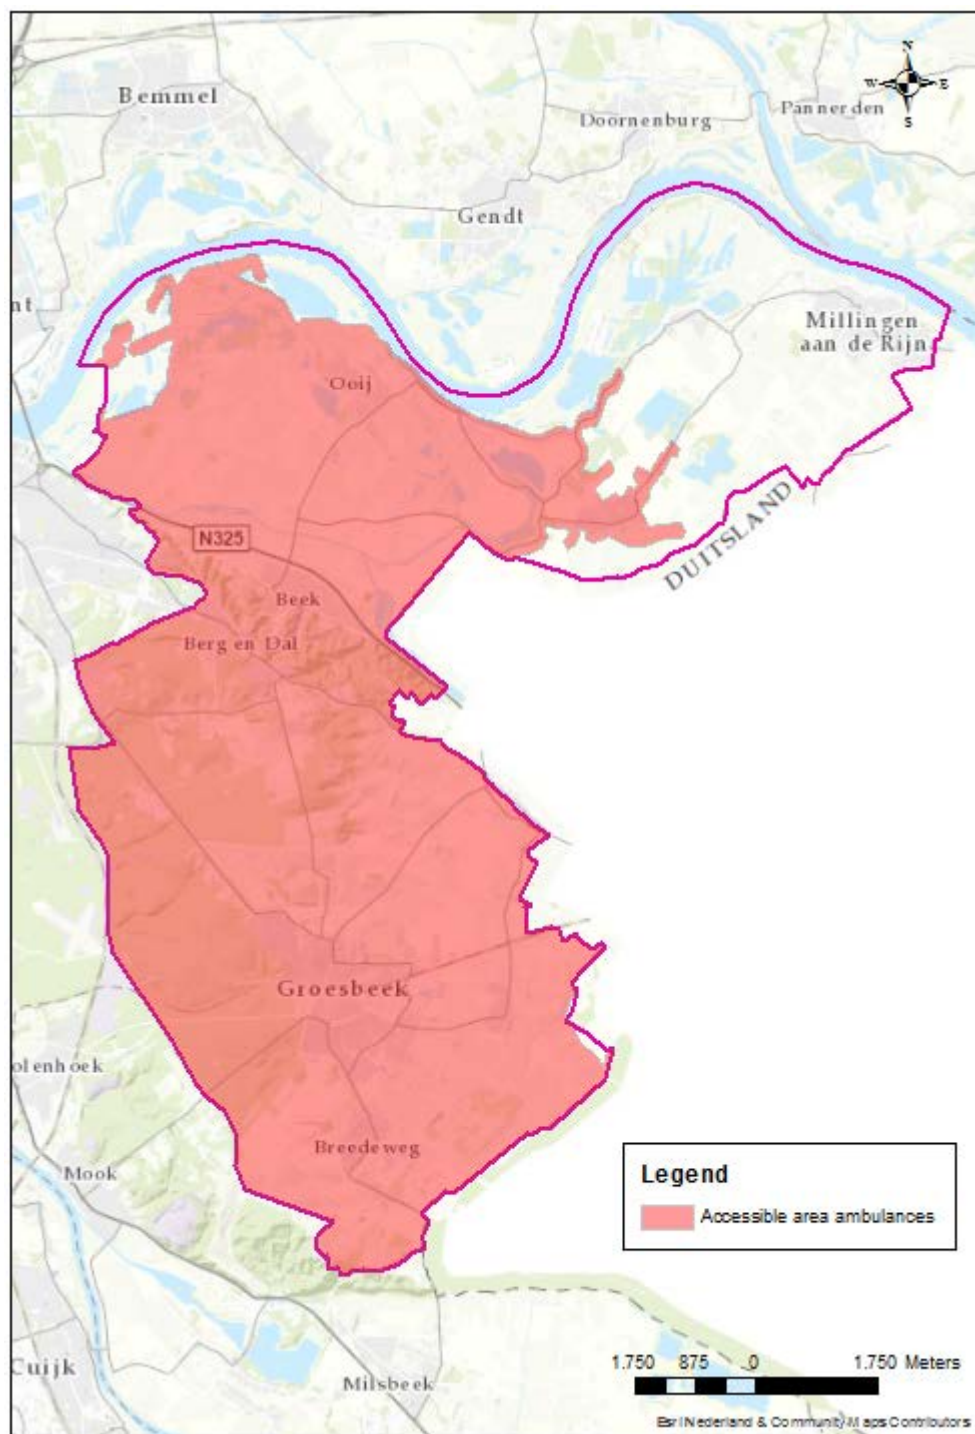 N
W E
S
Bemmel
Doornenburg
Pannerden
Gendt
nt
Millingen
aan de Rijn
Ooij
DUITSLAND
N325
Beek
Berg en Dal
Groesbeek
olenhoek
Breedeweg
Mook
Legend
Accessible area ambulances
Cuijk
Milsbeek
1.750 875 0 1.750 Meters
Esri Nederland & Community Maps Contributors